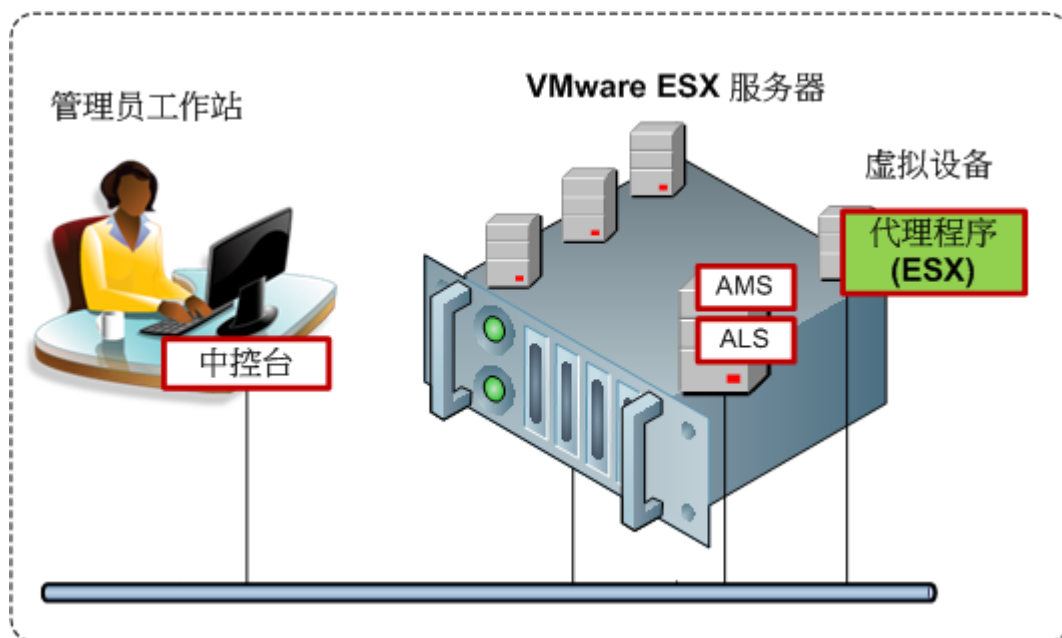 管理员工作站
VMware ESX 服务器
虚拟设备
代理程序
(ESX)
AMS
ALS
中控台